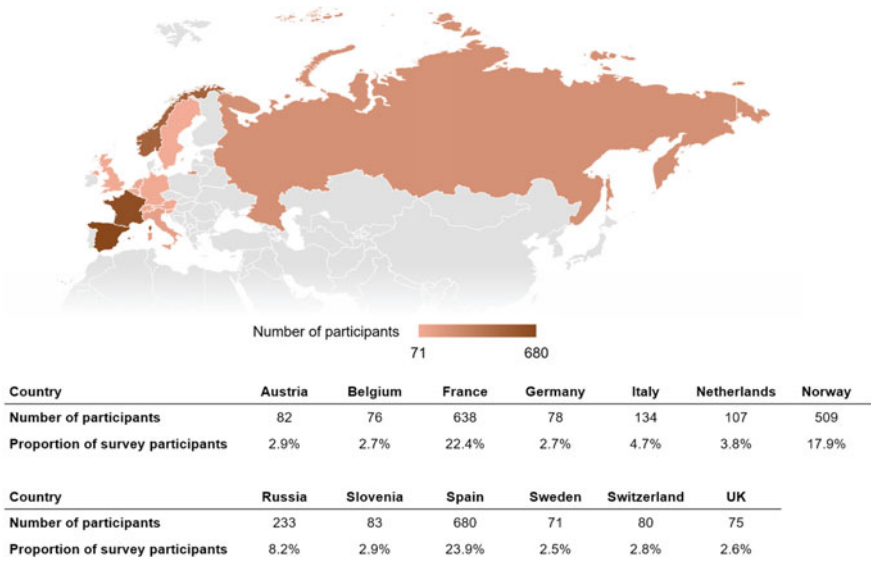 Number of participants
71 680
Country Austria Belgium France Germany Italy Netherlands Norway
Number of participants 82 76 638 78 134 107 509
Proportion of survey participants 2.9% 2.7% 22.4% 2.7% 4.7% 3.8% 17.9%
Country Russia Slovenia Spain Sweden Switzerland UK
Number of participants 233 83 680 71 80 75
Proportion of survey participants 8.2% 2.9% 23.9% 2.5% 2.8% 2.6%